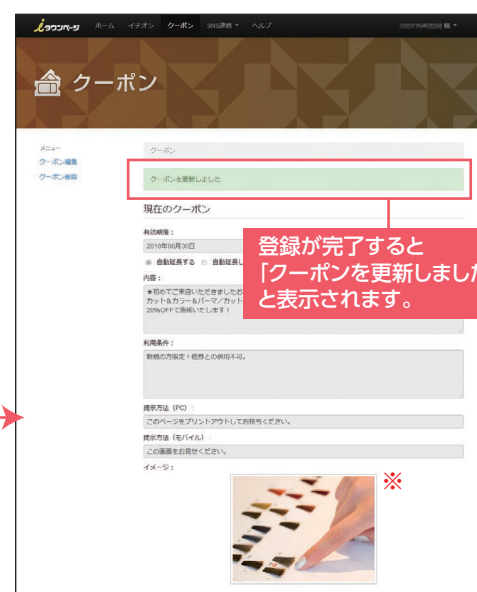 iタウンページ ホーム イチオシ クーポン SNS連携 ヘルプ 様
クーポン
メニュー
クーポン編集
クーポン削除
クーポン
クーポンを更新しました
現在のクーポン
有効期限：
2016年06月30日
自動延長する 自動延長し
登録が完了すると
「クーポンを更新しました
と表示されます。
内容：
★初めてご来店いただきましたお
カット＆カラー＆パーマ／カット
20%OFFで施術いたします！
利用条件：
新規の方限定！他券との併用不可。
提示方法（PC）：
このページをプリントアウトしてお持ちください。
提示方法（モバイル）：
この画面をお見せください。
イメージ：
※